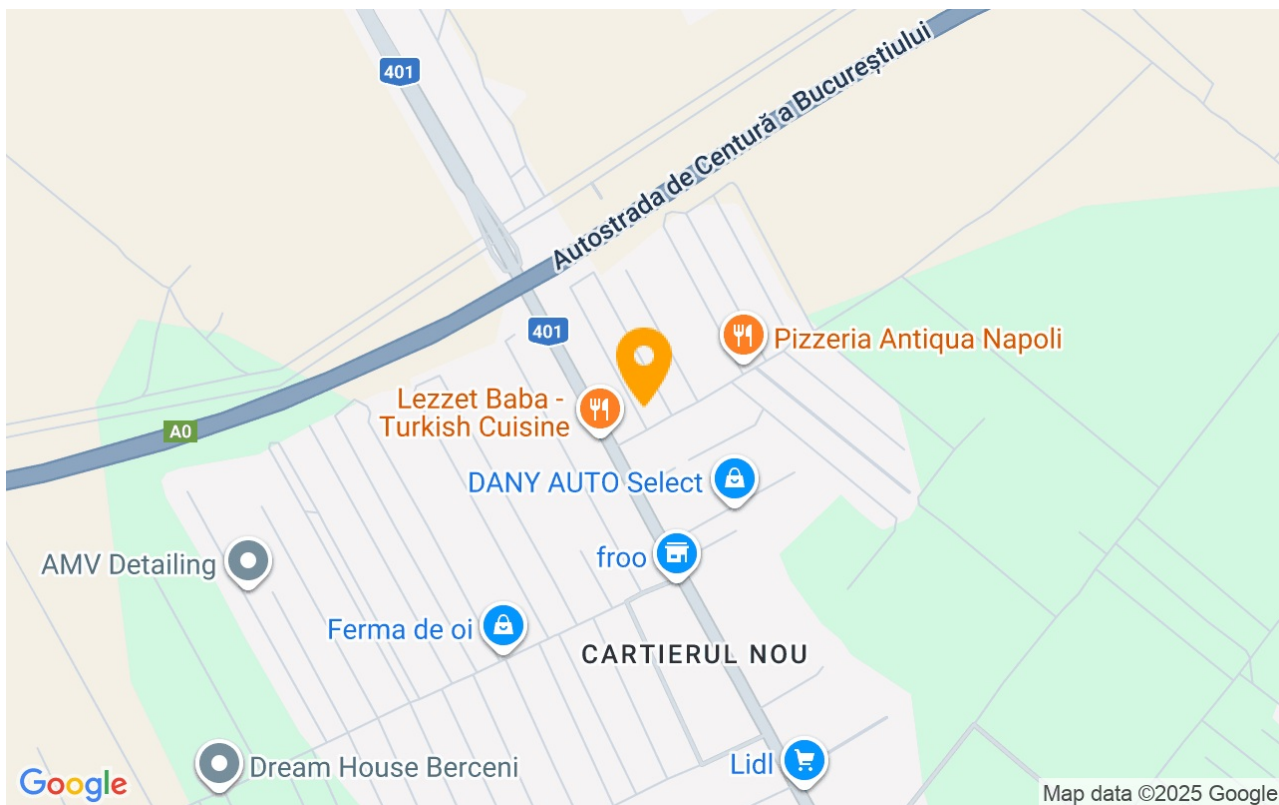 401
Autostrada de Centură a Bucureștiului
401
Pizzeria Antiqua Napoli
Lezzet Baba -
Turkish Cuisine
A0
DANY AUTO Select
froo
AMV Detailing
Ferma de oi
CARTIERUL NOU
Lidl
Dream House Berceni
Google
Map data ©2025 Google